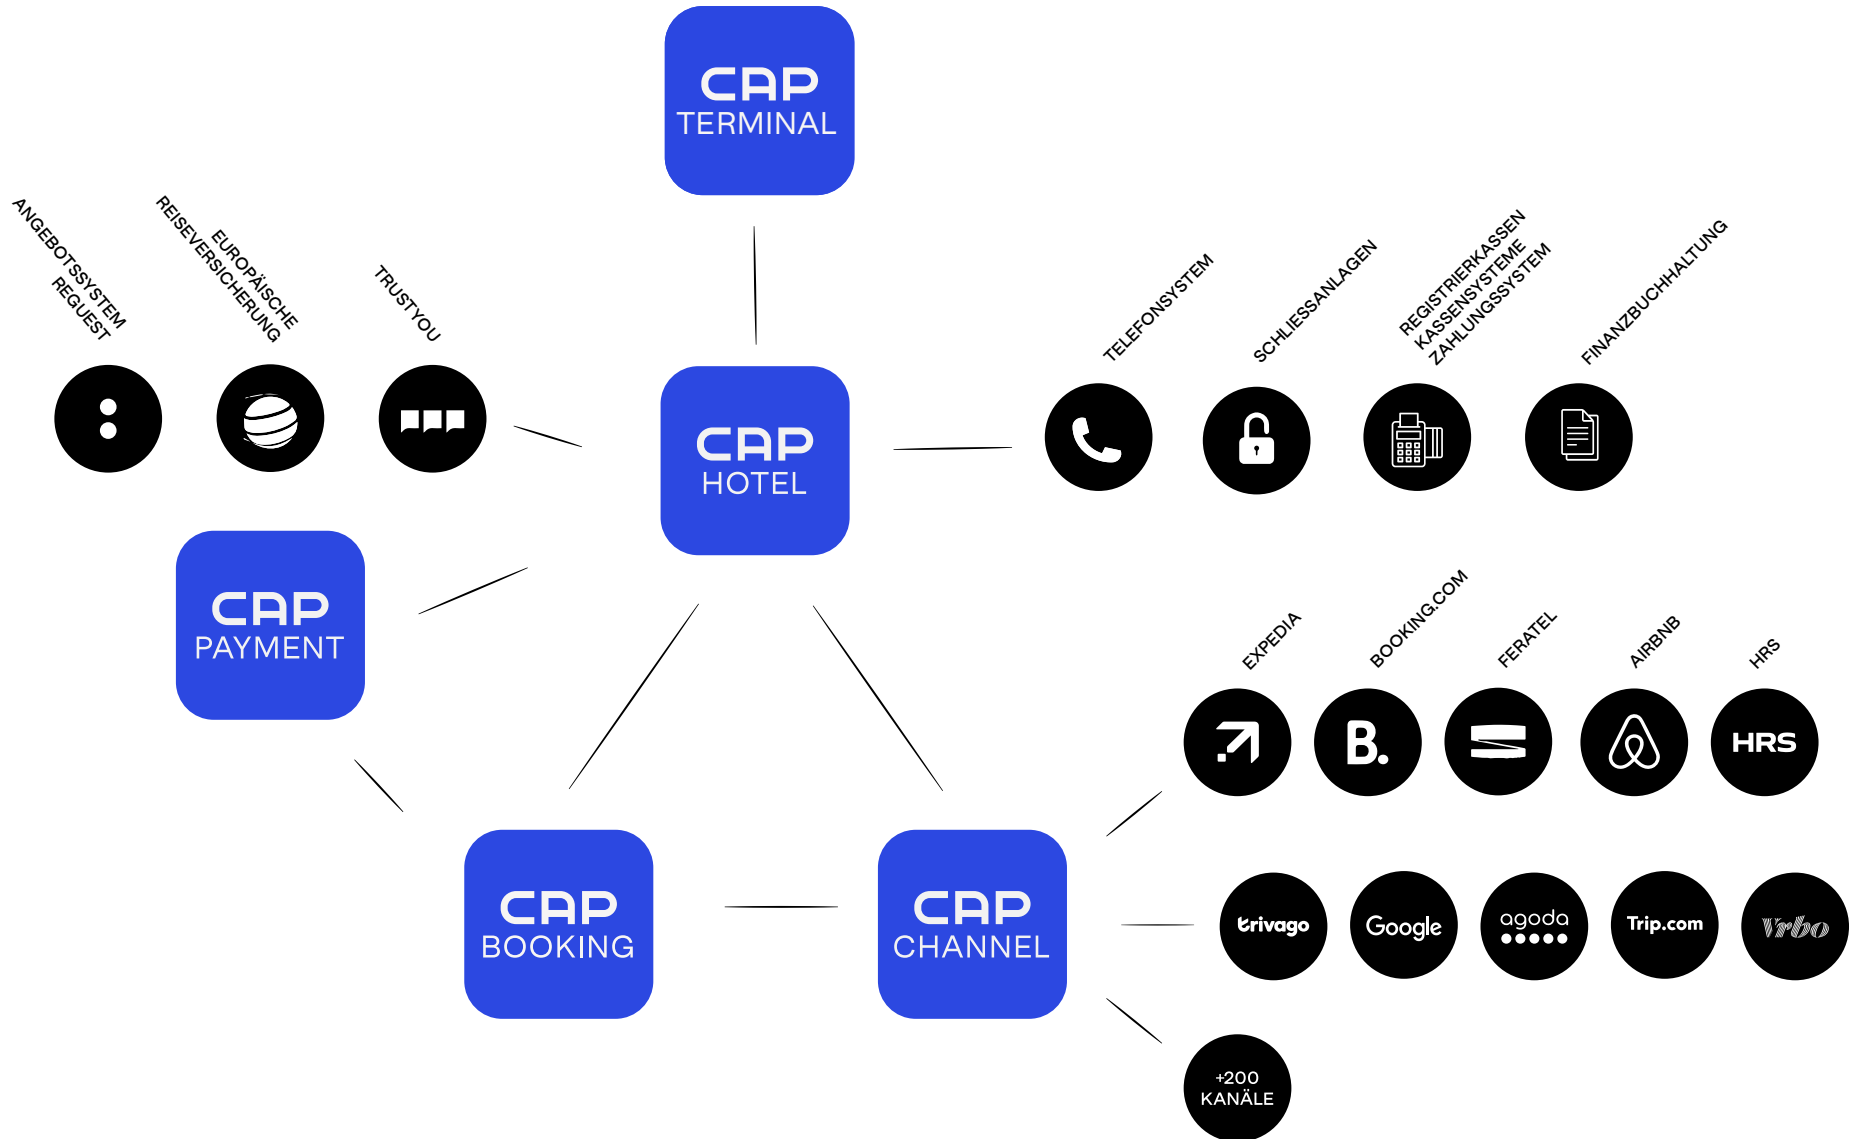 CAP
TERMINAL
ANGEBOTSSYSTEM
REGUEST
EUROPÄISCHE
REISEVERSICHERUNG
TRUSTYOU
CAP
HOTEL
TELEFONSYSTEM
SCHLIESSANLAGEN
REGISTRIERKASSEN
KASSENSYSTEME
ZAHLUNGSSYSTEM
FINANZBUCHHALTUNG
CAP
PAYMENT
EXPEDIA
BOOKING.COM
FERATEL
AIRBNB
HRS
B.
HRS
CAP
BOOKING
CAP
CHANNEL
trivago
Google
agoda
Trip.com
Vrbo
+200
KANÄLE